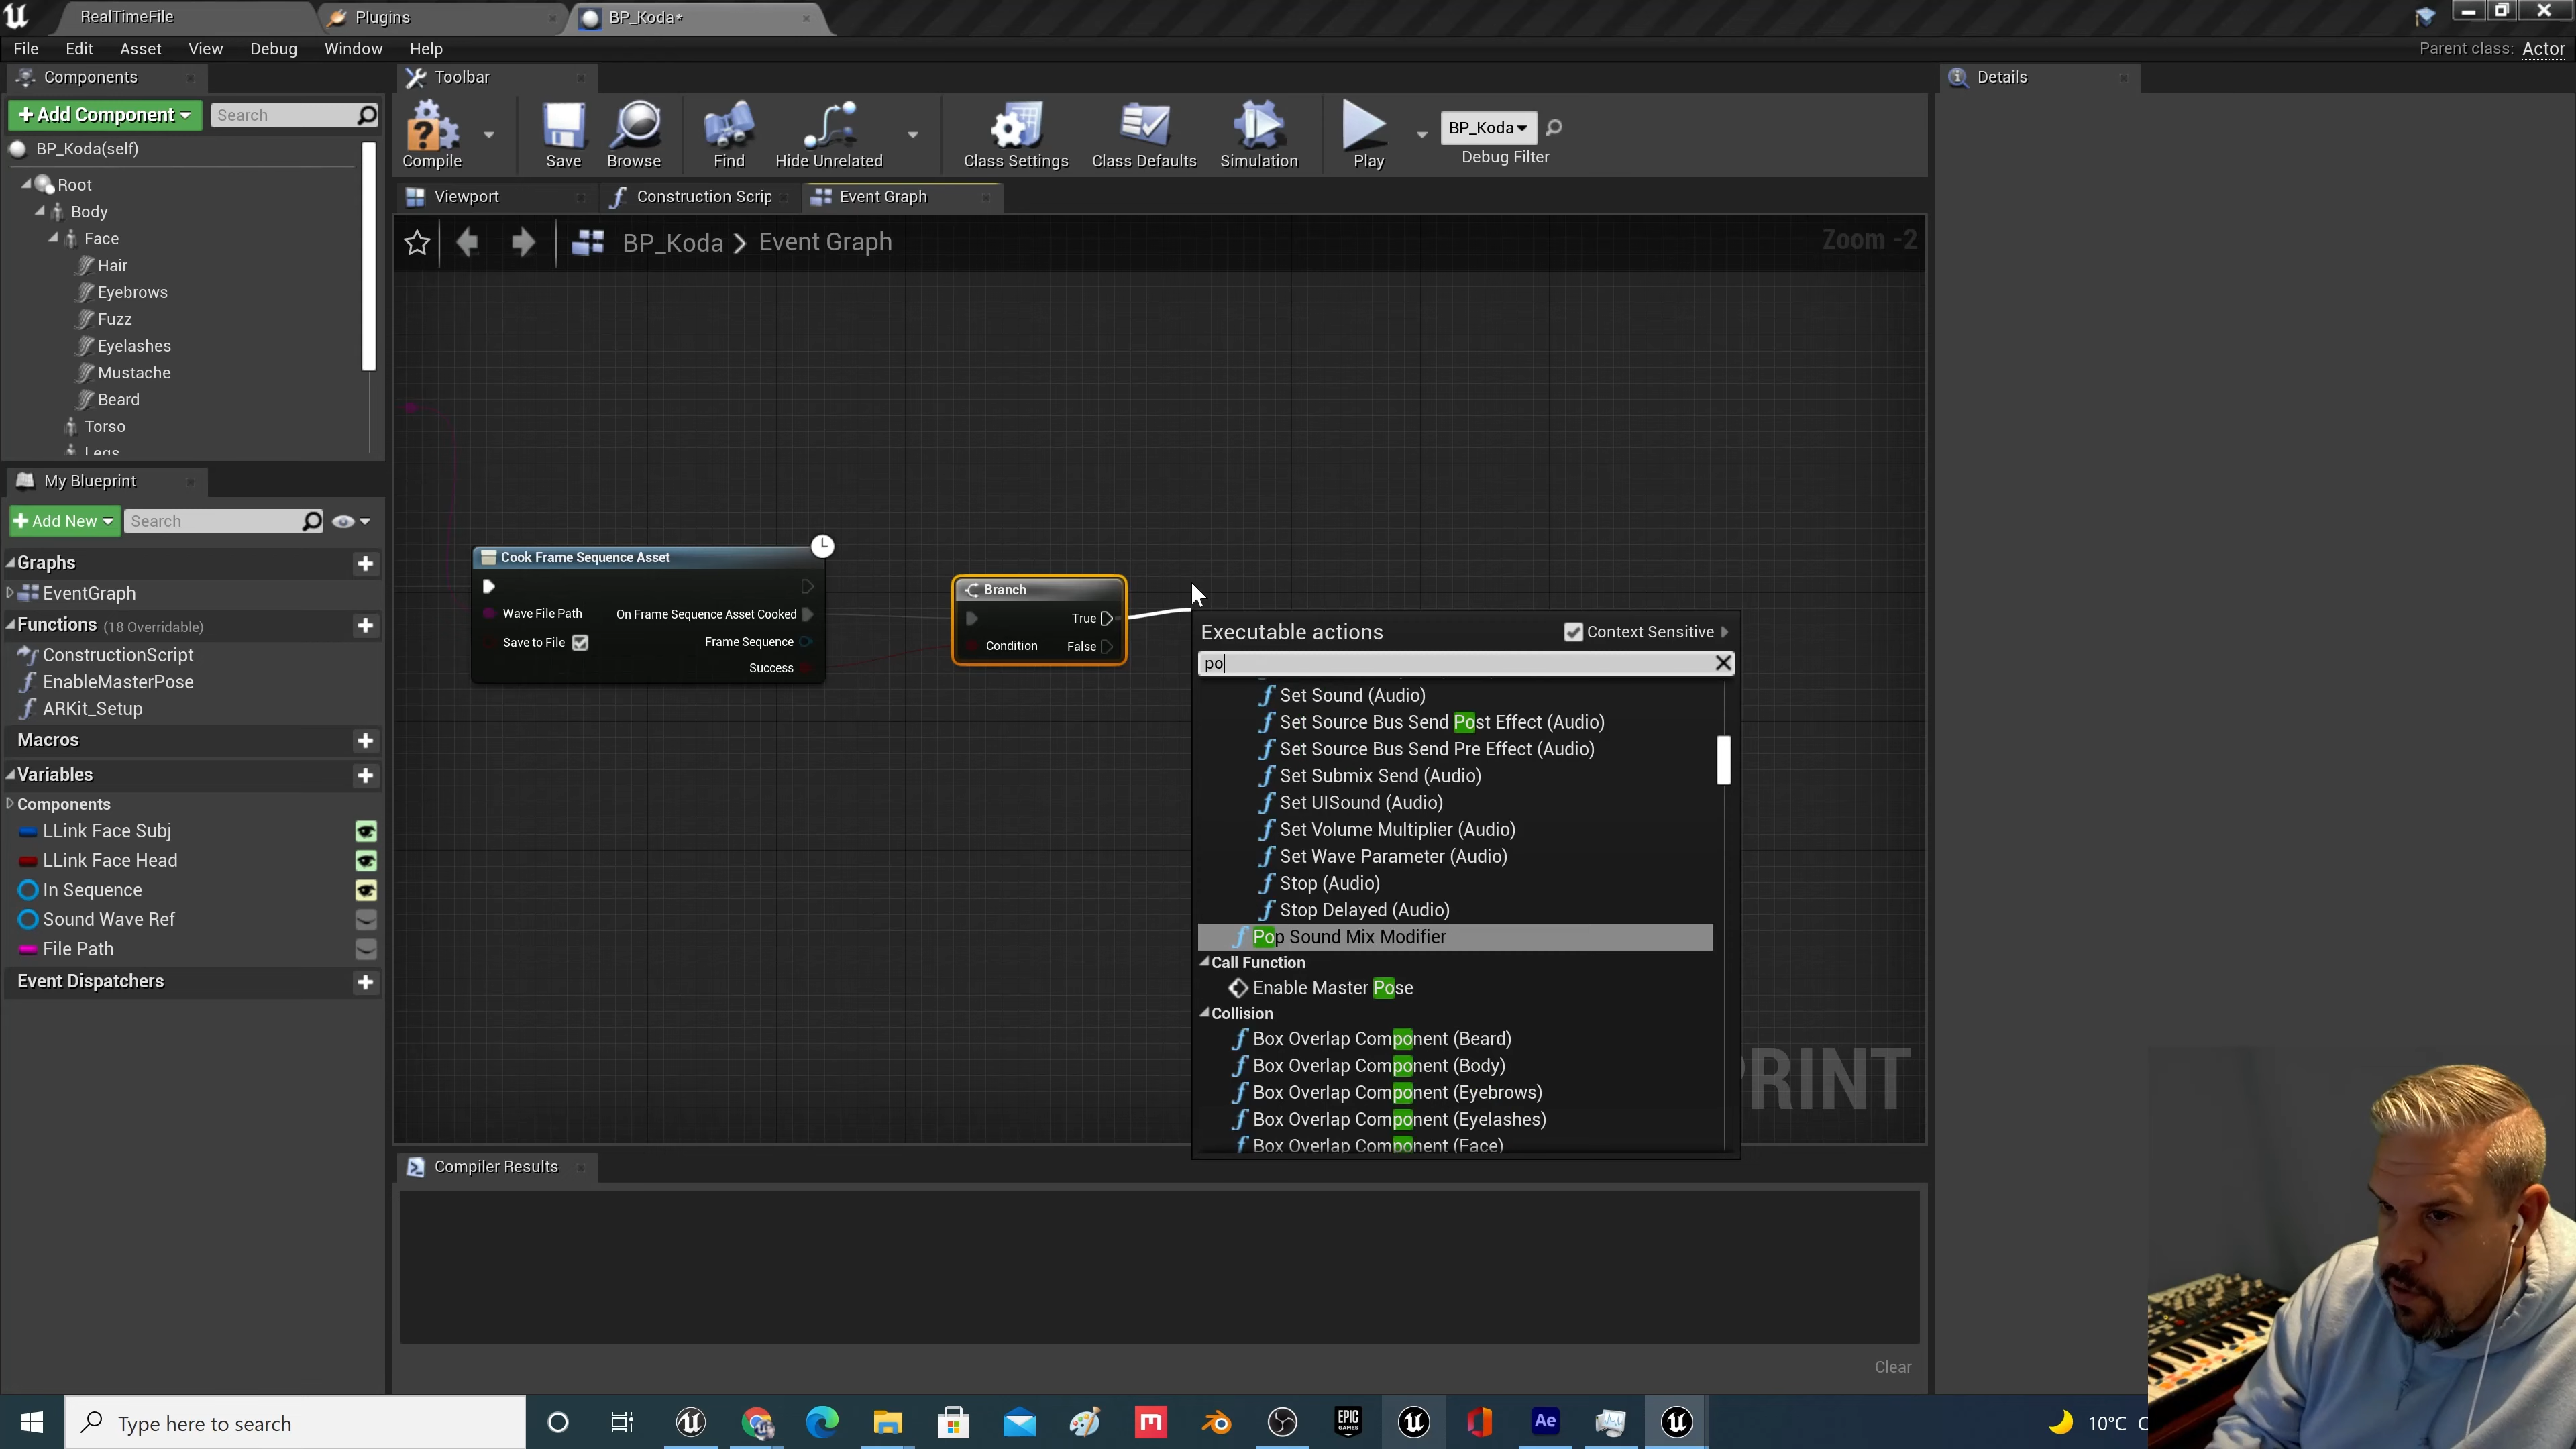 RealTimeFile
Plugins
BP_Koda*
File Edit Asset View Debug Window Help
Parent class: Actor
Components
Toolbar
Details
+ Add Component
Search
BP_Koda(self)
Root
Body
Face
Hair
Eyebrows
Fuzz
Eyelashes
Mustache
Beard
Torso
Legs
Compile
Save
Browse
Find
Hide Unrelated
Class Settings
Class Defaults
Simulation
Play
BP_Koda
Debug Filter
Viewport
Construction Scrip
Event Graph
BP_Koda > Event Graph
Zoom -2
My Blueprint
+ Add New
Search
Graphs
EventGraph
Functions (18 Overridable)
ConstructionScript
EnableMasterPose
ARKit_Setup
Macros
Variables
Components
LLink Face Subj
LLink Face Head
In Sequence
Sound Wave Ref
File Path
Event Dispatchers
Cook Frame Sequence Asset
Wave File Path
On Frame Sequence Asset Cooked
Save to File
Frame Sequence
Success
Branch
True
Condition
False
Executable actions
Context Sensitive
po
Set Sound (Audio)
Set Source Bus Send Post Effect (Audio)
Set Source Bus Send Pre Effect (Audio)
Set Submix Send (Audio)
Set UISound (Audio)
Set Volume Multiplier (Audio)
Set Wave Parameter (Audio)
Stop (Audio)
Stop Delayed (Audio)
Pop Sound Mix Modifier
Call Function
Enable Master Pose
Collision
Box Overlap Component (Beard)
Box Overlap Component (Body)
Box Overlap Component (Eyebrows)
Box Overlap Component (Eyelashes)
Box Overlap Component (Face)
PRINT
Compiler Results
Clear
Type here to search
EPIC GAMES
Ae
10°C C